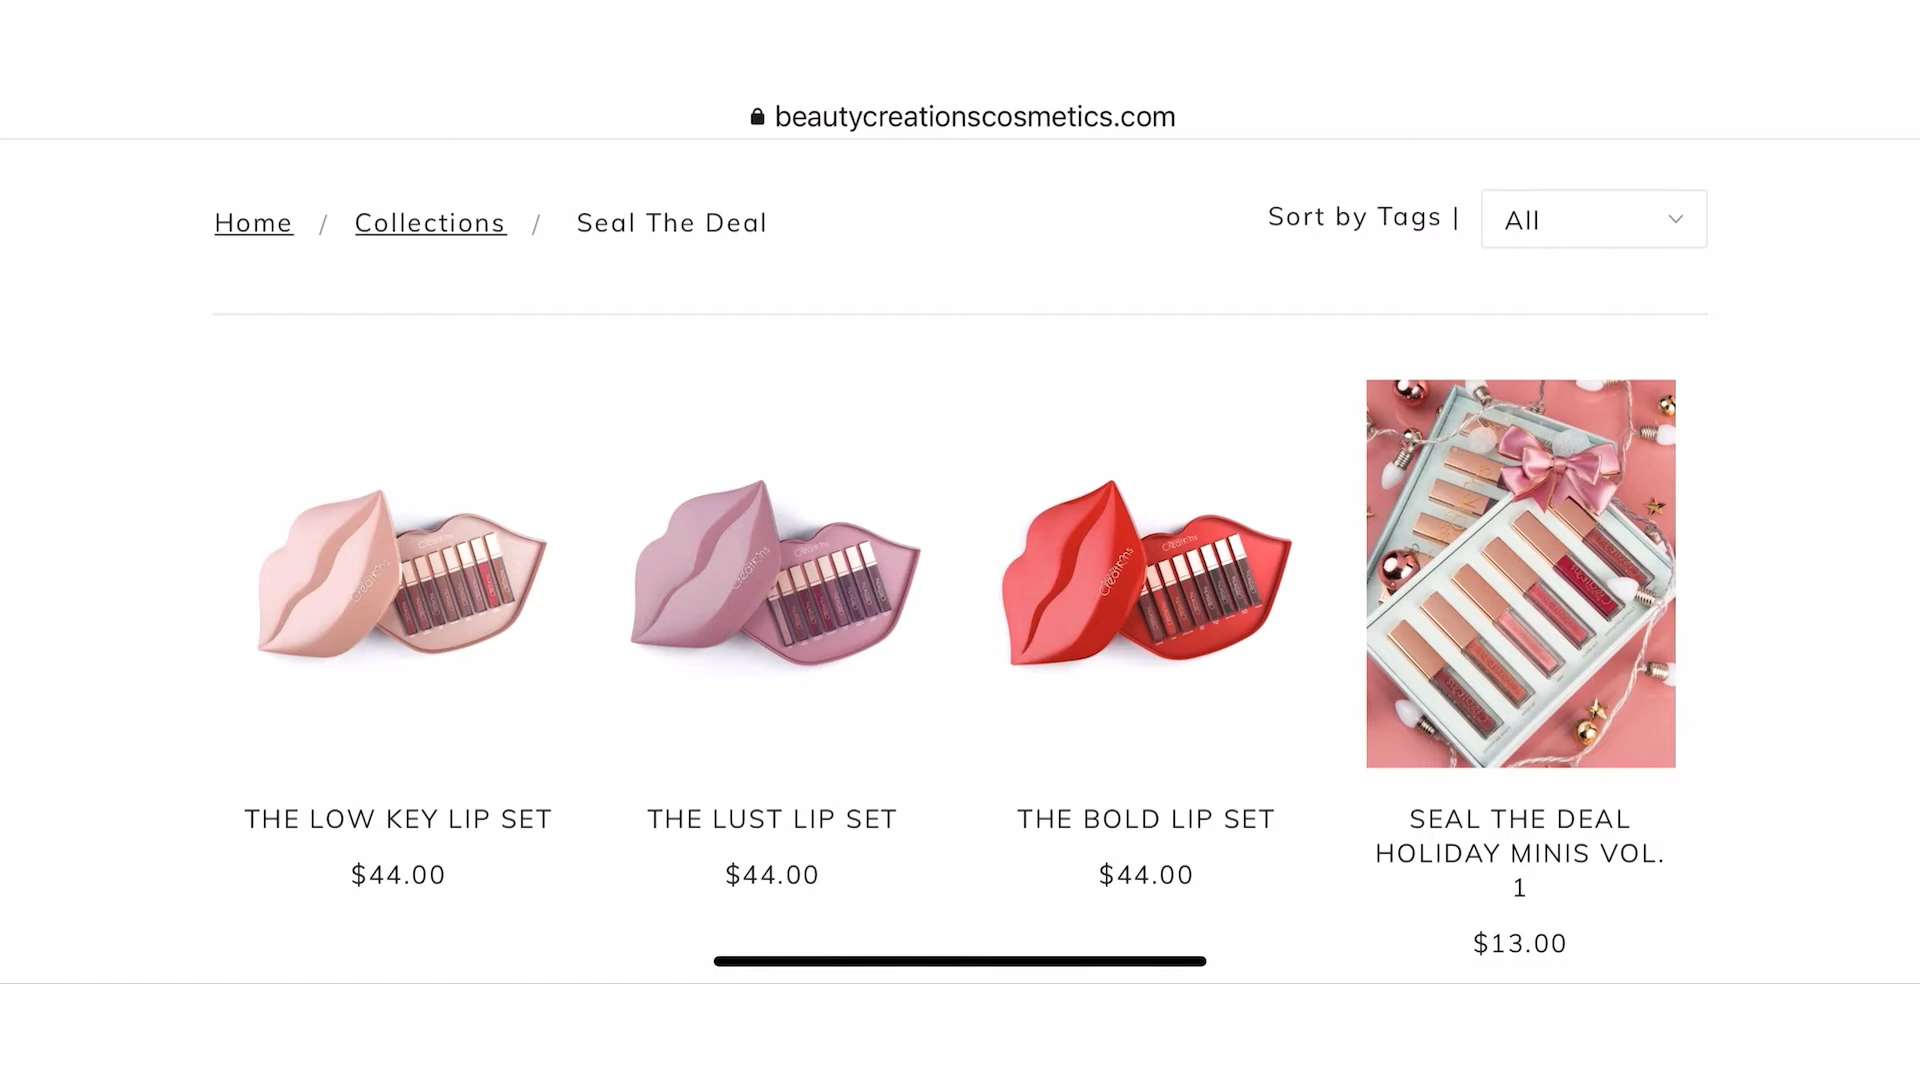 beautycreationscosmetics.com
Home / Collections / Seal The Deal
Sort by Tags | All
THE LOW KEY LIP SET
$44.00
THE LUST LIP SET
$44.00
THE BOLD LIP SET
$44.00
SEAL THE DEAL
HOLIDAY MINIS VOL.
1
$13.00